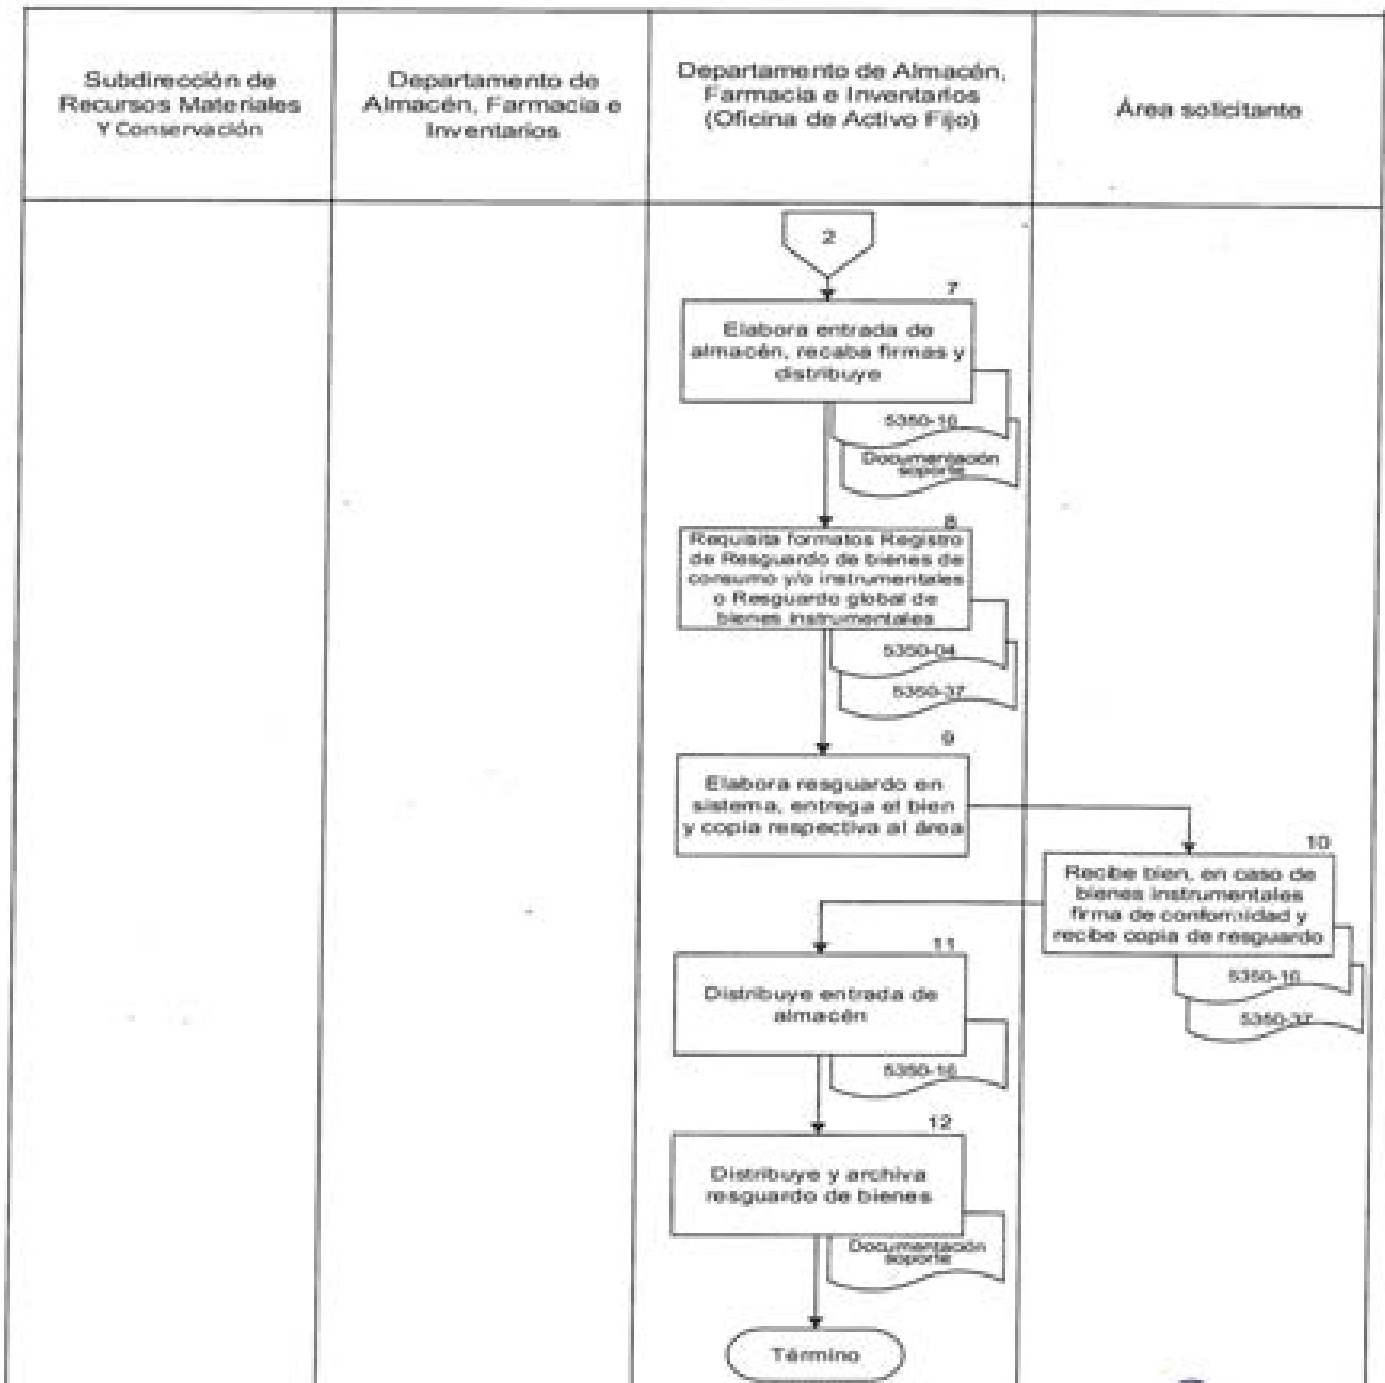 Subdirección de
Recursos Materiales
Y Conservación
Departamento de
Almacén, Farmacia e
Inventarios
Departamento de Almacén,
Farmacia e Inventarios
(Oficina de Activo Fijo)
Área solicitante
2
7
Elabora entrada de
almacén, recaba firmas y
distribuye
5350-16
Documentación
soporte
8
Requisita formatos Registro
de Resguardo de bienes de
consumo y/o instrumentales
o Resguardo global de
bienes instrumentales
5350-04
5350-37
9
Elabora resguardo en
sistema, entrega el bien
y copia respectiva al área
10
Recibe bien, en caso de
bienes instrumentales
firma de conformidad y
recibe copia de resguardo
5350-16
5350-37
11
Distribuye entrada de
almacén
5350-16
12
Distribuye y archiva
resguardo de bienes
Documentación
soporte
Término